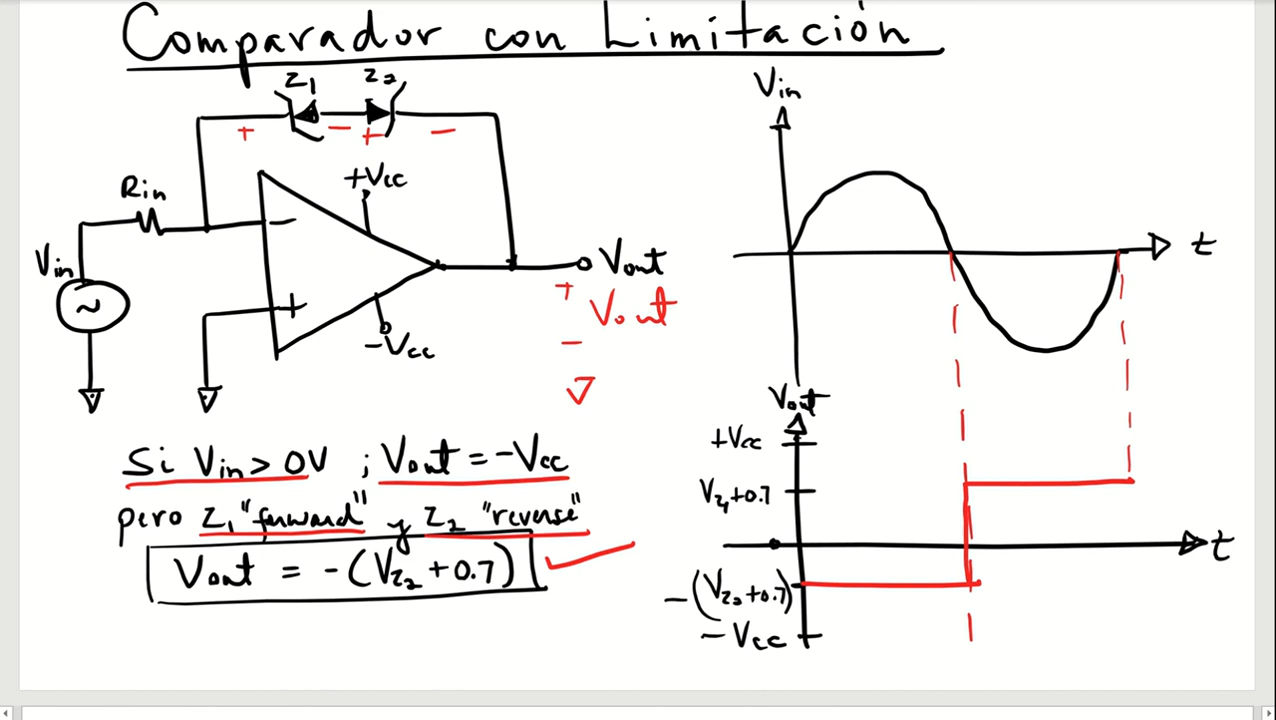 Comparador con Limitación
Z1 Z2
+ - + -
Rin
+Vcc
-
Vin
~
+
-Vcc
Vout
+
Vout
-
Si Vin > 0V ; Vout = -Vcc
pero Z1 "forward" y Z2 "reverse"
Vout = -(VZ2 + 0.7)
Vin
t
Vout
+Vcc
VZ1+0.7
t
-(VZ2+0.7)
-Vcc